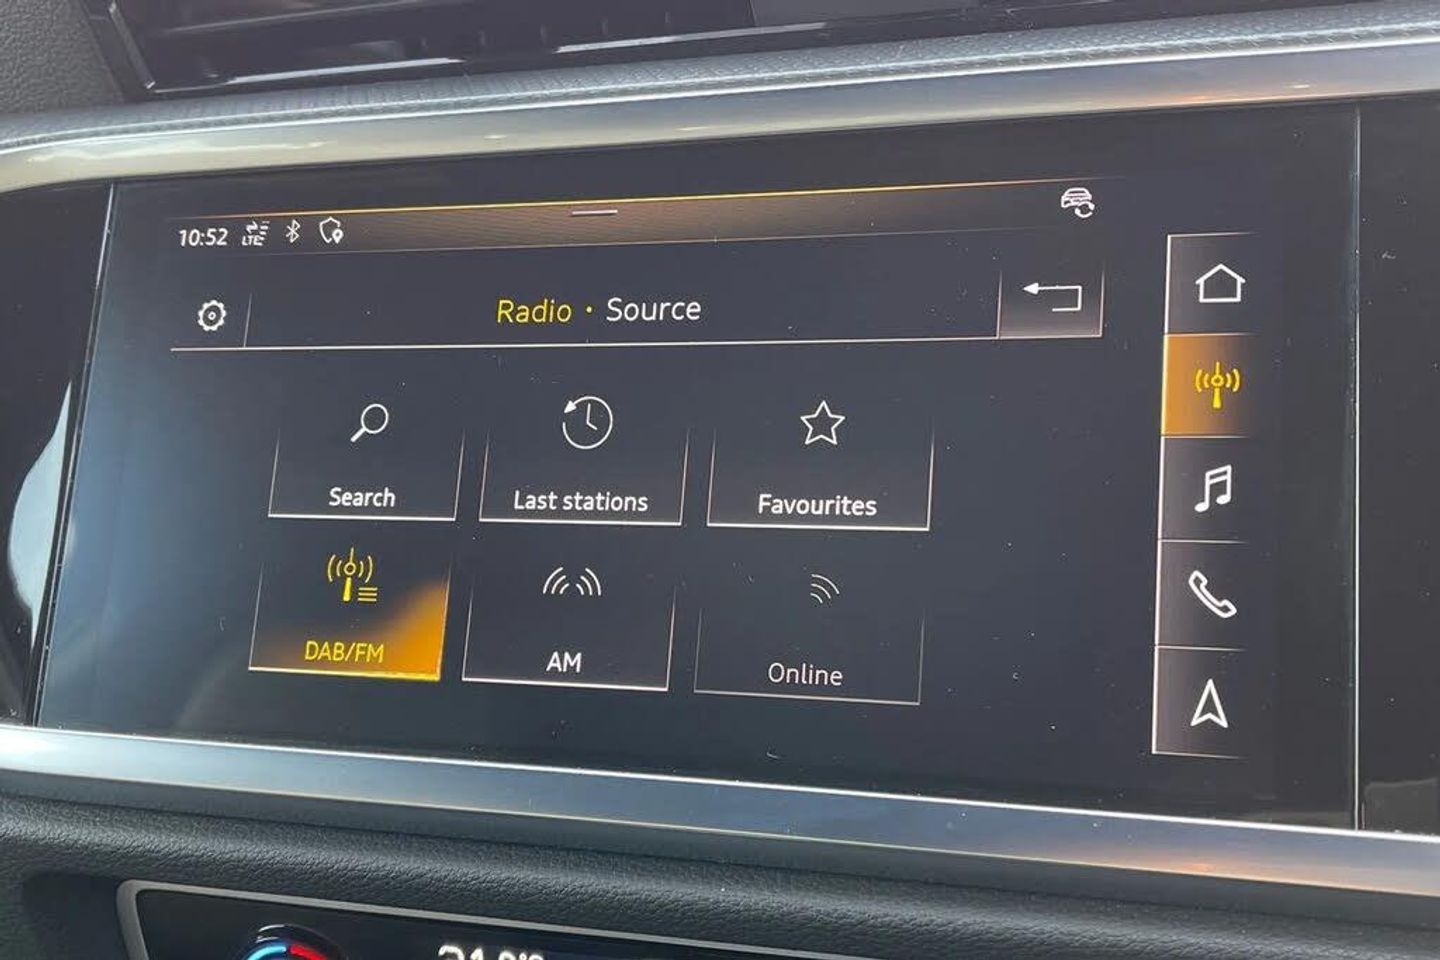 10:52 LTE
Radio · Source
Search
Last stations
Favourites
DAB/FM
AM
Online